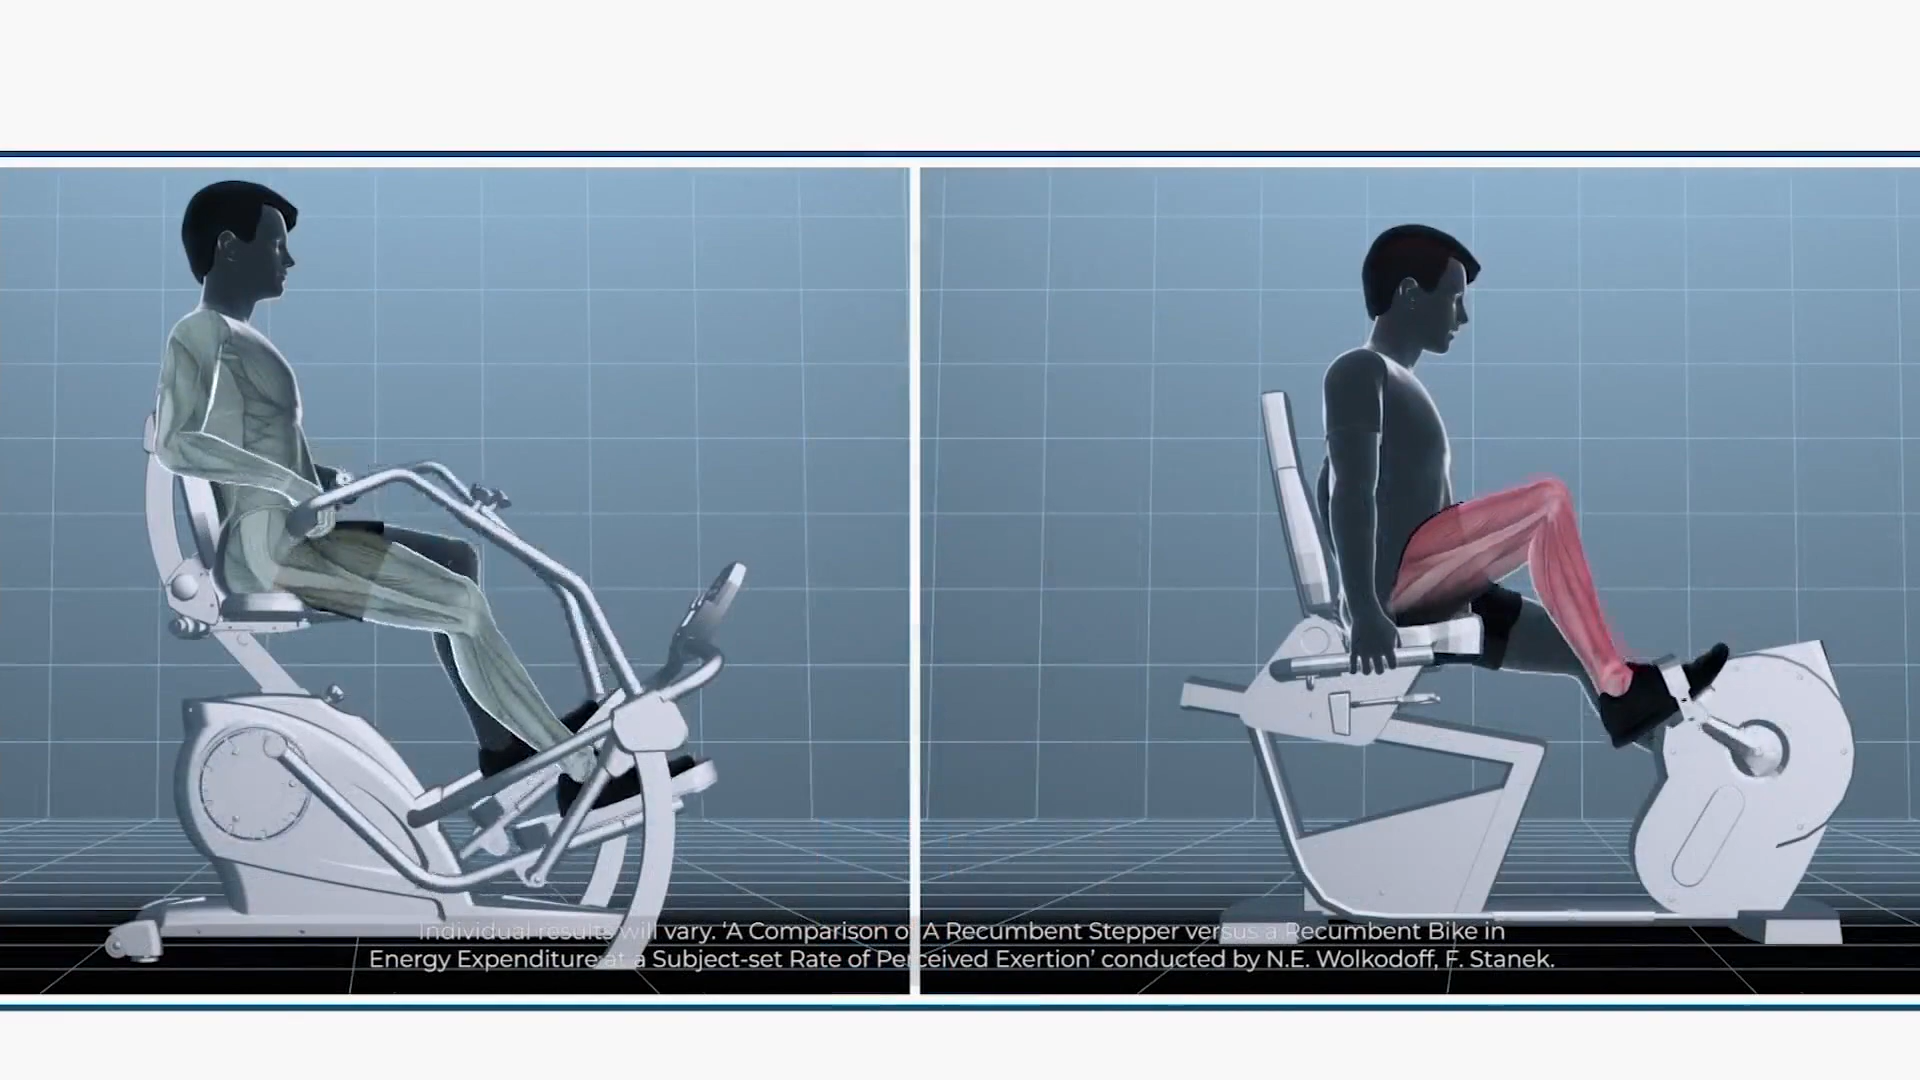 Individual results will vary. ‘A Comparison of A Recumbent Stepper versus a Recumbent Bike in
Energy Expenditure at a Subject-set Rate of Perceived Exertion’ conducted by N.E. Wolkodoff, F. Stanek.